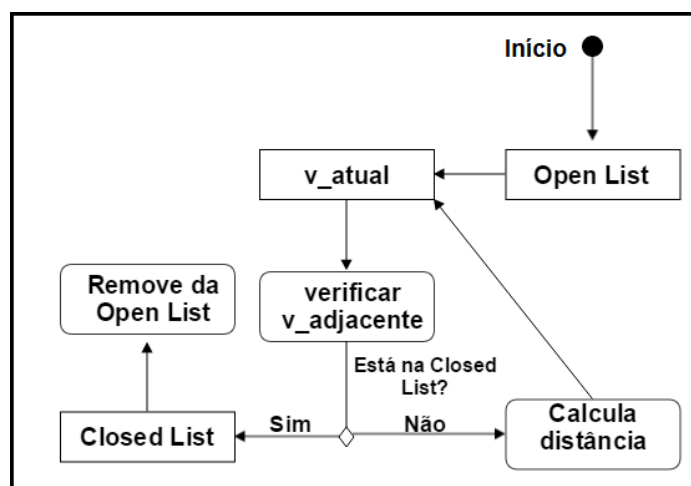 Início
v_atual
Open List
Remove da
Open List
verificar
v_adjacente
Está na Closed
List?
Closed List
Sim
Não
Calcula
distância